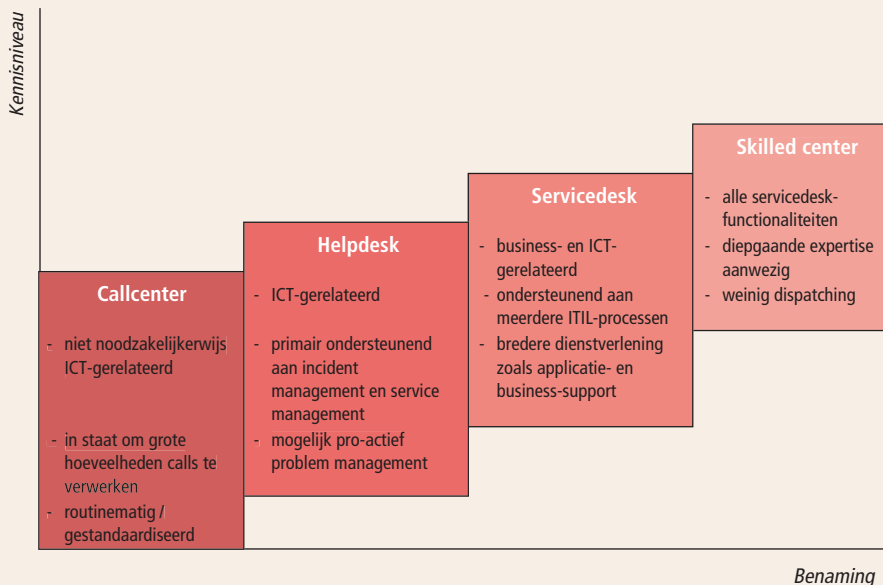 Kennisniveau
Skilled center
- alle servicedesk-
functionaliteiten
- diepgaande expertise
aanwezig
- weinig dispatching
Servicedesk
- business- en ICT-
gerelateerd
- ondersteunend aan
meerdere ITIL-processen
- bredere dienstverlening
zoals applicatie- en
business-support
Helpdesk
- ICT-gerelateerd
- primair ondersteunend
aan incident
management en service
management
- mogelijk pro-actief
problem management
Callcenter
- niet noodzakelijkerwijs
ICT-gerelateerd
- in staat om grote
hoeveelheden calls te
verwerken
- routinematig /
gestandaardiseerd
Benaming